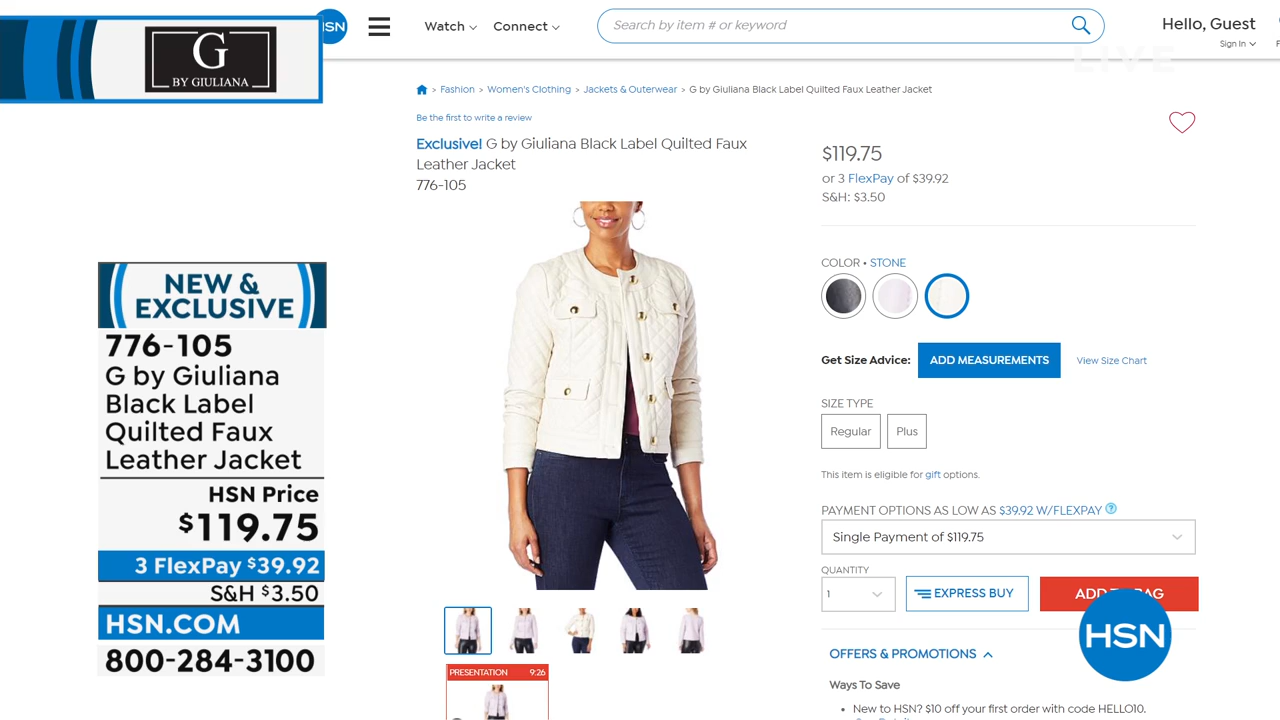 G
BY GIULIANA
HSN
Watch
Connect
Search by item # or keyword
Hello, Guest
Sign In
LIVE
> Fashion > Women's Clothing > Jackets & Outerwear > G by Giuliana Black Label Quilted Faux Leather Jacket
Be the first to write a review
Exclusive! G by Giuliana Black Label Quilted Faux
Leather Jacket
776-105
$119.75
or 3 FlexPay of $39.92
S&H: $3.50
COLOR • STONE
Get Size Advice: ADD MEASUREMENTS View Size Chart
SIZE TYPE
Regular Plus
This item is eligible for gift options.
PAYMENT OPTIONS AS LOW AS $39.92 W/FLEXPAY ?
Single Payment of $119.75
QUANTITY
1
EXPRESS BUY
ADD TO BAG
OFFERS & PROMOTIONS
Ways To Save
• New to HSN? $10 off your first order with code HELLO10.
HSN
PRESENTATION 9:26
NEW &
EXCLUSIVE
776-105
G by Giuliana
Black Label
Quilted Faux
Leather Jacket
HSN Price
$119.75
3 FlexPay $39.92
S&H $3.50
HSN.COM
800-284-3100